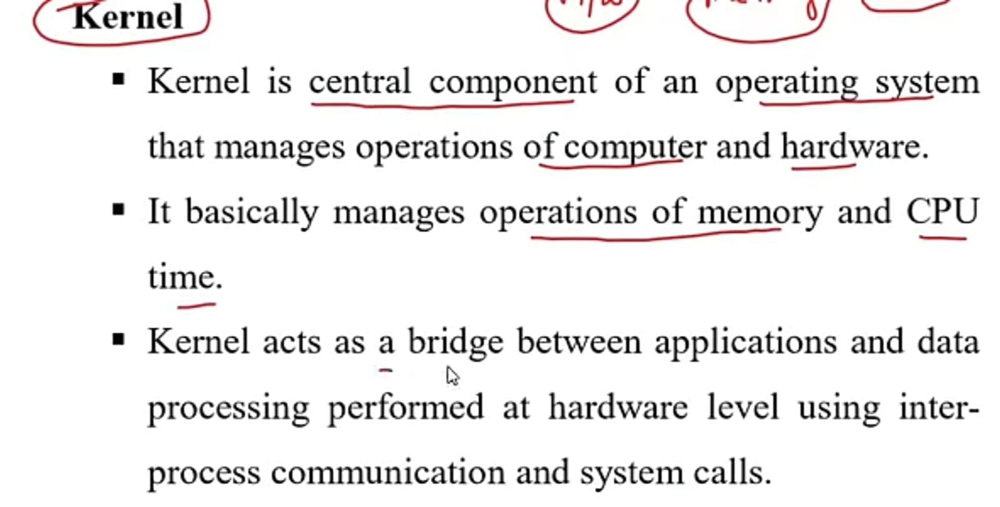 Kernel
▪ Kernel is central component of an operating system
that manages operations of computer and hardware.
▪ It basically manages operations of memory and CPU
time.
▪ Kernel acts as a bridge between applications and data
processing performed at hardware level using inter-
process communication and system calls.